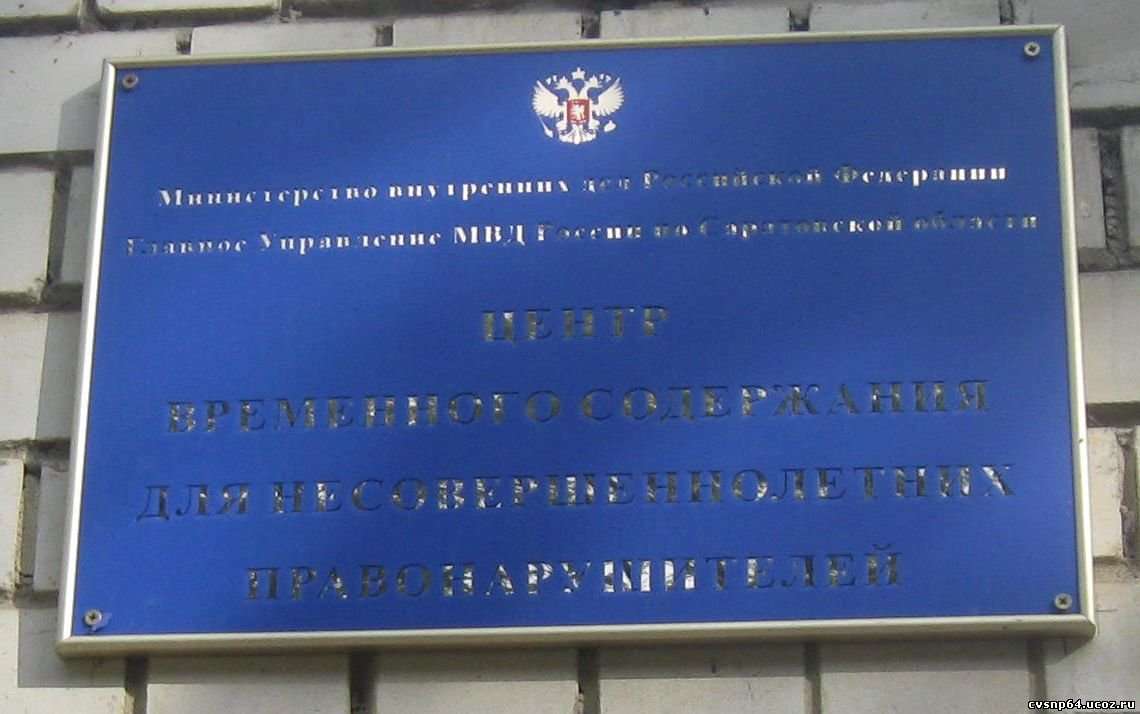 Министерство внутренних дел Российской Федерации
Главное Управление МВД России по Саратовской области
ЦЕНТР
ВРЕМЕННОГО СОДЕРЖАНИЯ
ДЛЯ НЕСОВЕРШЕННОЛЕТНИХ
ПРАВОНАРУШИТЕЛЕЙ
cvsnp64.ucoz.ru